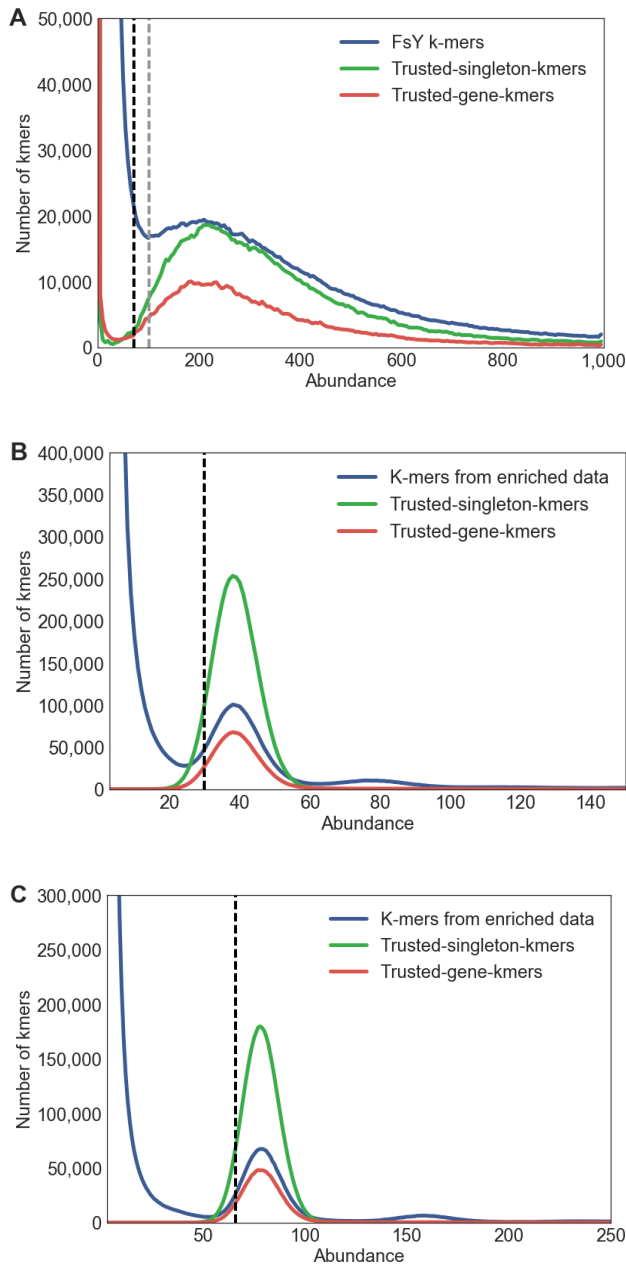 A
50,000
40,000
30,000
20,000
10,000
0
Number of kmers
FsY k-mers
Trusted-singleton-kmers
Trusted-gene-kmers
0 200 400 600 800 1,000
Abundance
B
400,000
350,000
300,000
250,000
200,000
150,000
100,000
50,000
0
Number of kmers
K-mers from enriched data
Trusted-singleton-kmers
Trusted-gene-kmers
20 40 60 80 100 120 140
Abundance
C
300,000
250,000
200,000
150,000
100,000
50,000
0
Number of kmers
K-mers from enriched data
Trusted-singleton-kmers
Trusted-gene-kmers
50 100 150 200 250
Abundance